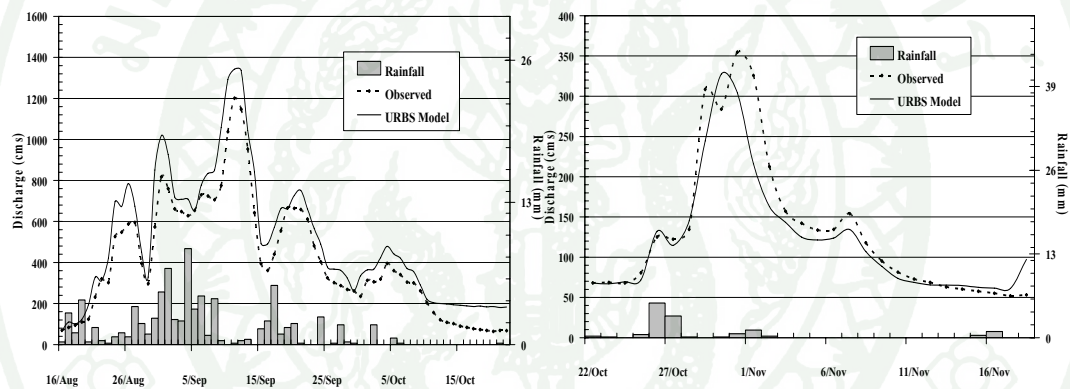 1600
1400
1200
1000
800
600
400
200
0
Discharge (cms)
26
13
0
Rainfall (mm)
Rainfall
Observed
URBS Model
16/Aug
26/Aug
5/Sep
15/Sep
25/Sep
5/Oct
15/Oct
400
350
300
250
200
150
100
50
0
Discharge (cms)
39
26
13
0
Rainfall (mm)
Rainfall
Observed
URBS Model
22/Oct
27/Oct
1/Nov
6/Nov
11/Nov
16/Nov